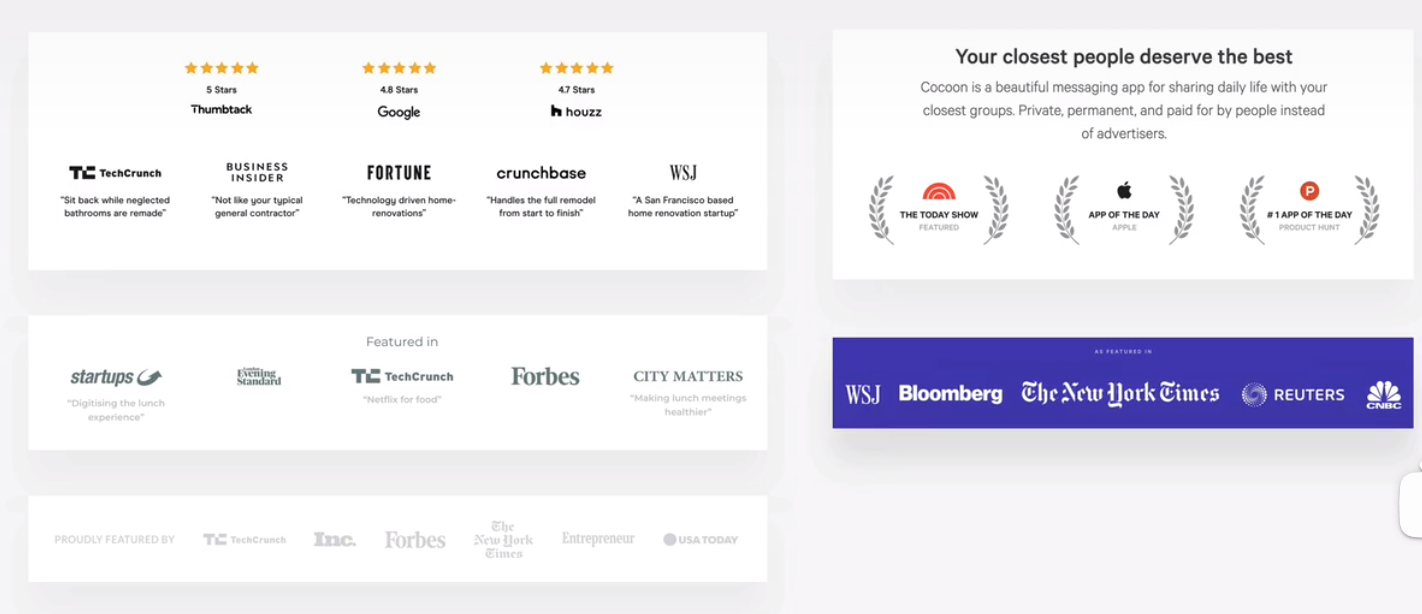 5 Stars
4.8 Stars
4.7 Stars
Thumbtack
Google
houzz
TechCrunch
BUSINESS
INSIDER
FORTUNE
crunchbase
WSJ
"Sit back while neglected
bathrooms are remade"
"Not like your typical
general contractor"
"Technology driven home-
renovations"
"Handles the full remodel
from start to finish"
"A San Francisco based
home renovation startup"
Featured in
startups
London
Evening
Standard
TechCrunch
Forbes
CITY MATTERS
"Digitising the lunch
experience"
"Netflix for food"
"Making lunch meetings
healthier"
PROUDLY FEATURED BY
TechCrunch
Inc.
Forbes
The
New York
Times
Entrepreneur
USA TODAY
Your closest people deserve the best
Cocoon is a beautiful messaging app for sharing daily life with your
closest groups. Private, permanent, and paid for by people instead
of advertisers.
THE TODAY SHOW
FEATURED
APP OF THE DAY
APPLE
P
#1 APP OF THE DAY
PRODUCT HUNT
AS FEATURED IN
WSJ
Bloomberg
The New York Times
REUTERS
CNBC